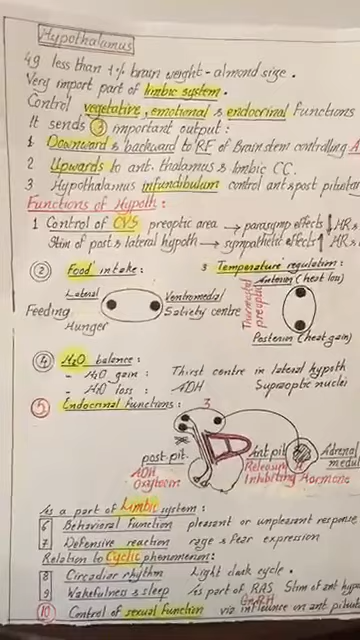 Hypothalamus
4g less than 1% brain weight - almond size.
Very import part of limbic system.
Control vegetative, emotional & endocrinal functions
It sends 3 important output:
1 Downward & backward to RF of Brainstem controlling A
2 Upwards to ant. thalamus & limbic CC.
3 Hypothalamus infundibulum control ant & post pituitar
Functions of Hypoth:
1 Control of CVS preoptic area → parasymp effects ↓HR &
Stim of post & lateral hypoth → sympathetic effects ↑HR &
2 Food intake: 3 Temperature regulation:
Anterior (heat loss)
Lateral Ventromedial
Feeding Satiety centre
Hunger
preoptic
Posterior (heat gain)
4 H2O balance:
- H2O gain: Thirst centre in lateral hypoth
- H2O loss: ADH Supraoptic nuclei
5 Endocrinal functions:
3
post pit. Ant pit Adrenal
medul
ADH Releasing &
Oxytocin Inhibiting Hormone
As a part of Limbic system:
6 Behavioral function pleasant or unpleasant response
7 Defensive reaction rage & fear expression
Relation to Cyclic phenomenon:
8 Circadiar rhythm Light dark cycle.
9 Wakefulness & sleep As part of RAS Stim of ant hypo
GnRH
10 Control of sexual function via influence on ant pituita